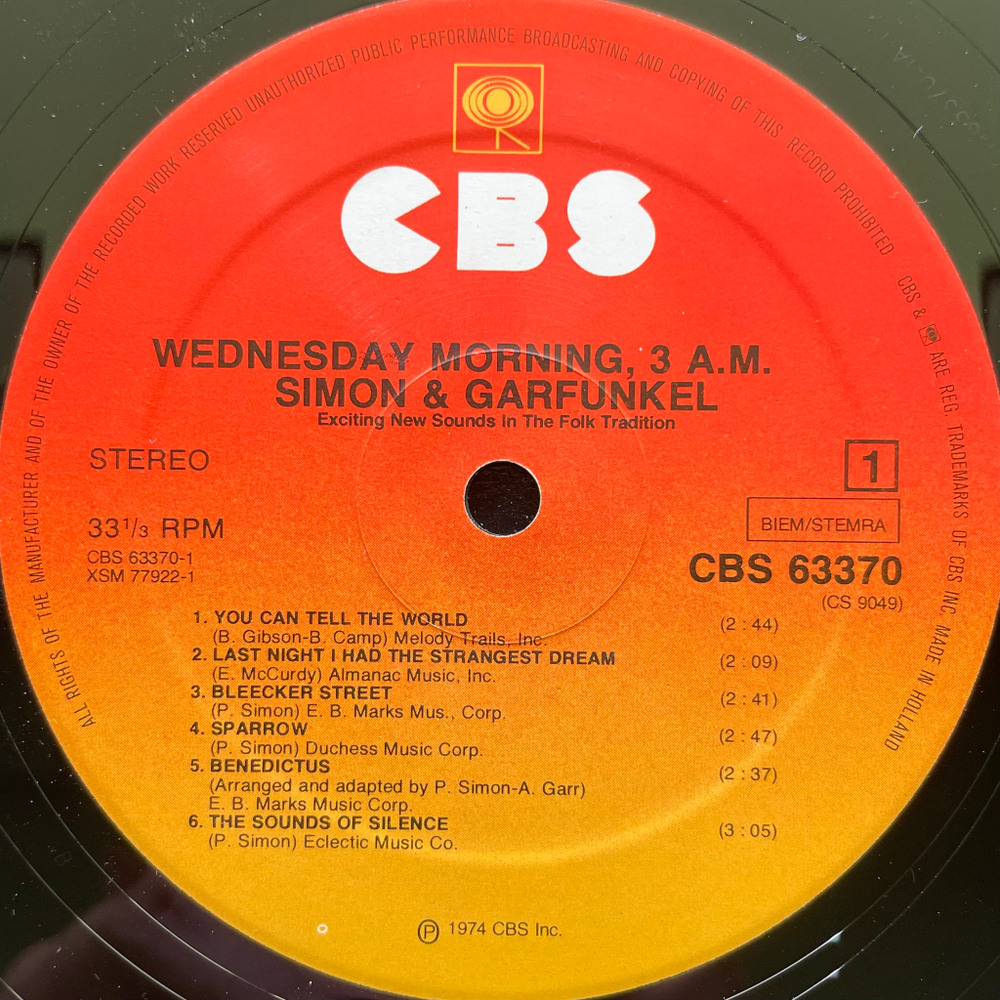 ALL RIGHTS OF THE MANUFACTURER AND OF THE OWNER OF THE RECORDED WORK RESERVED UNAUTHORIZED PUBLIC PERFORMANCE BROADCASTING AND COPYING OF THIS RECORD PROHIBITED CBS & ARE REG. TRADEMARKS OF CBS INC. MADE IN HOLLAND
CBS
WEDNESDAY MORNING, 3 A.M.
SIMON & GARFUNKEL
Exciting New Sounds In The Folk Tradition
STEREO
1
33 1/3 RPM
BIEM/STEMRA
CBS 63370-1
XSM 77922-1
CBS 63370
(CS 9049)
1. YOU CAN TELL THE WORLD (2 : 44)
(B. Gibson-B. Camp) Melody Trails, Inc.
2. LAST NIGHT I HAD THE STRANGEST DREAM (2 : 09)
(E. McCurdy) Almanac Music, Inc.
3. BLEECKER STREET (2 : 41)
(P. Simon) E. B. Marks Mus., Corp.
4. SPARROW (2 : 47)
(P. Simon) Duchess Music Corp.
5. BENEDICTUS (2 : 37)
(Arranged and adapted by P. Simon-A. Garr)
E. B. Marks Music Corp.
6. THE SOUNDS OF SILENCE (3 : 05)
(P. Simon) Eclectic Music Co.
Ⓟ 1974 CBS Inc.